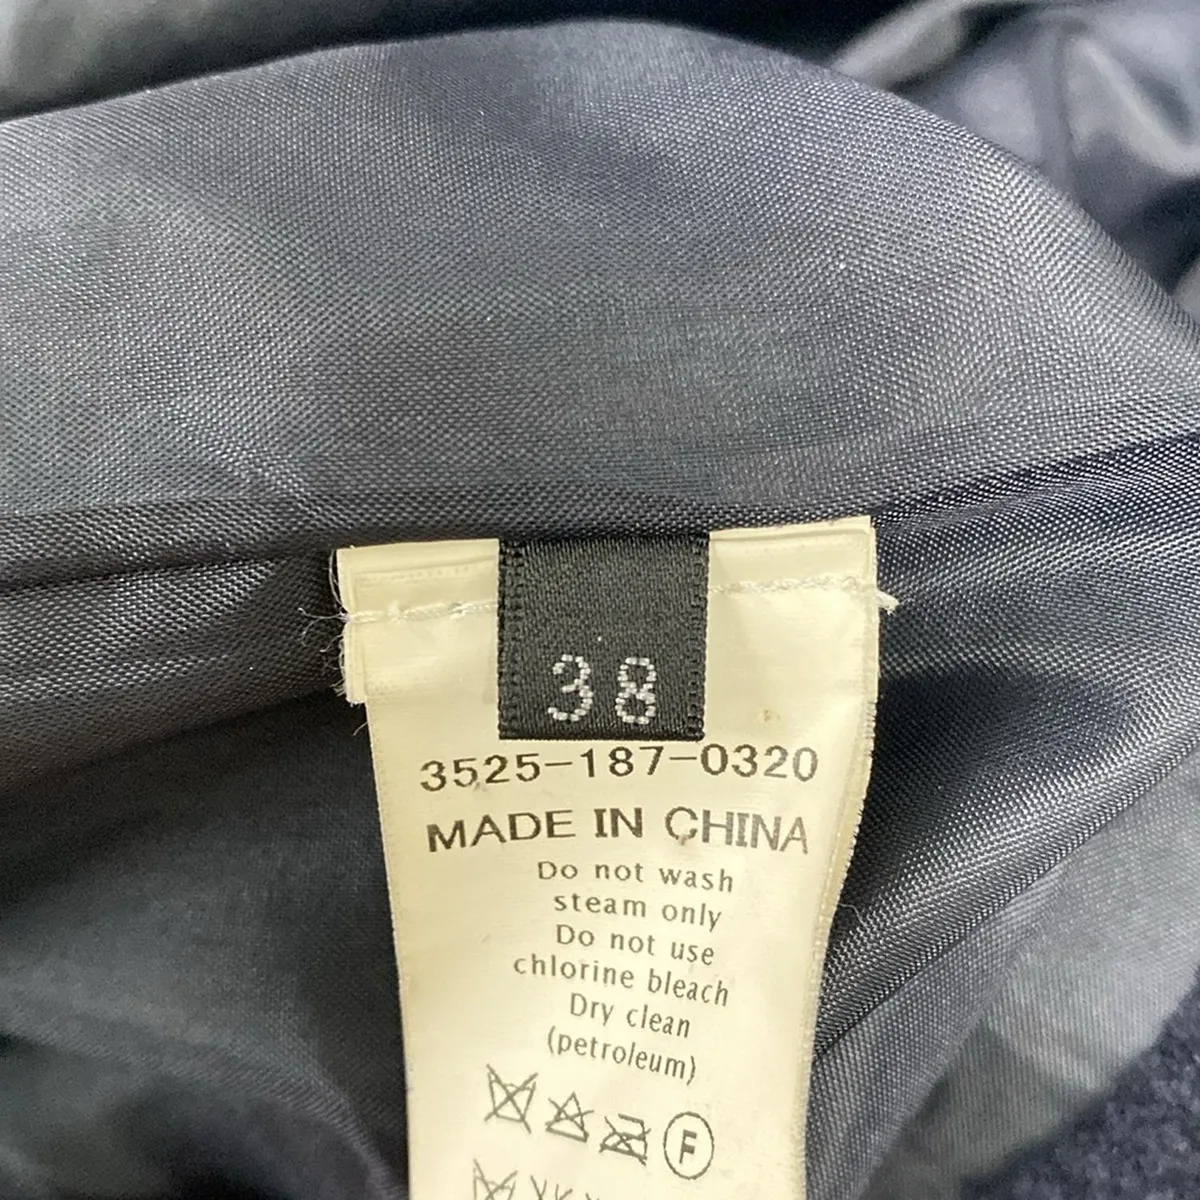 38
3525-187-0320
MADE IN CHINA
Do not wash
steam only
Do not use
chlorine bleach
Dry clean
(petroleum)
F